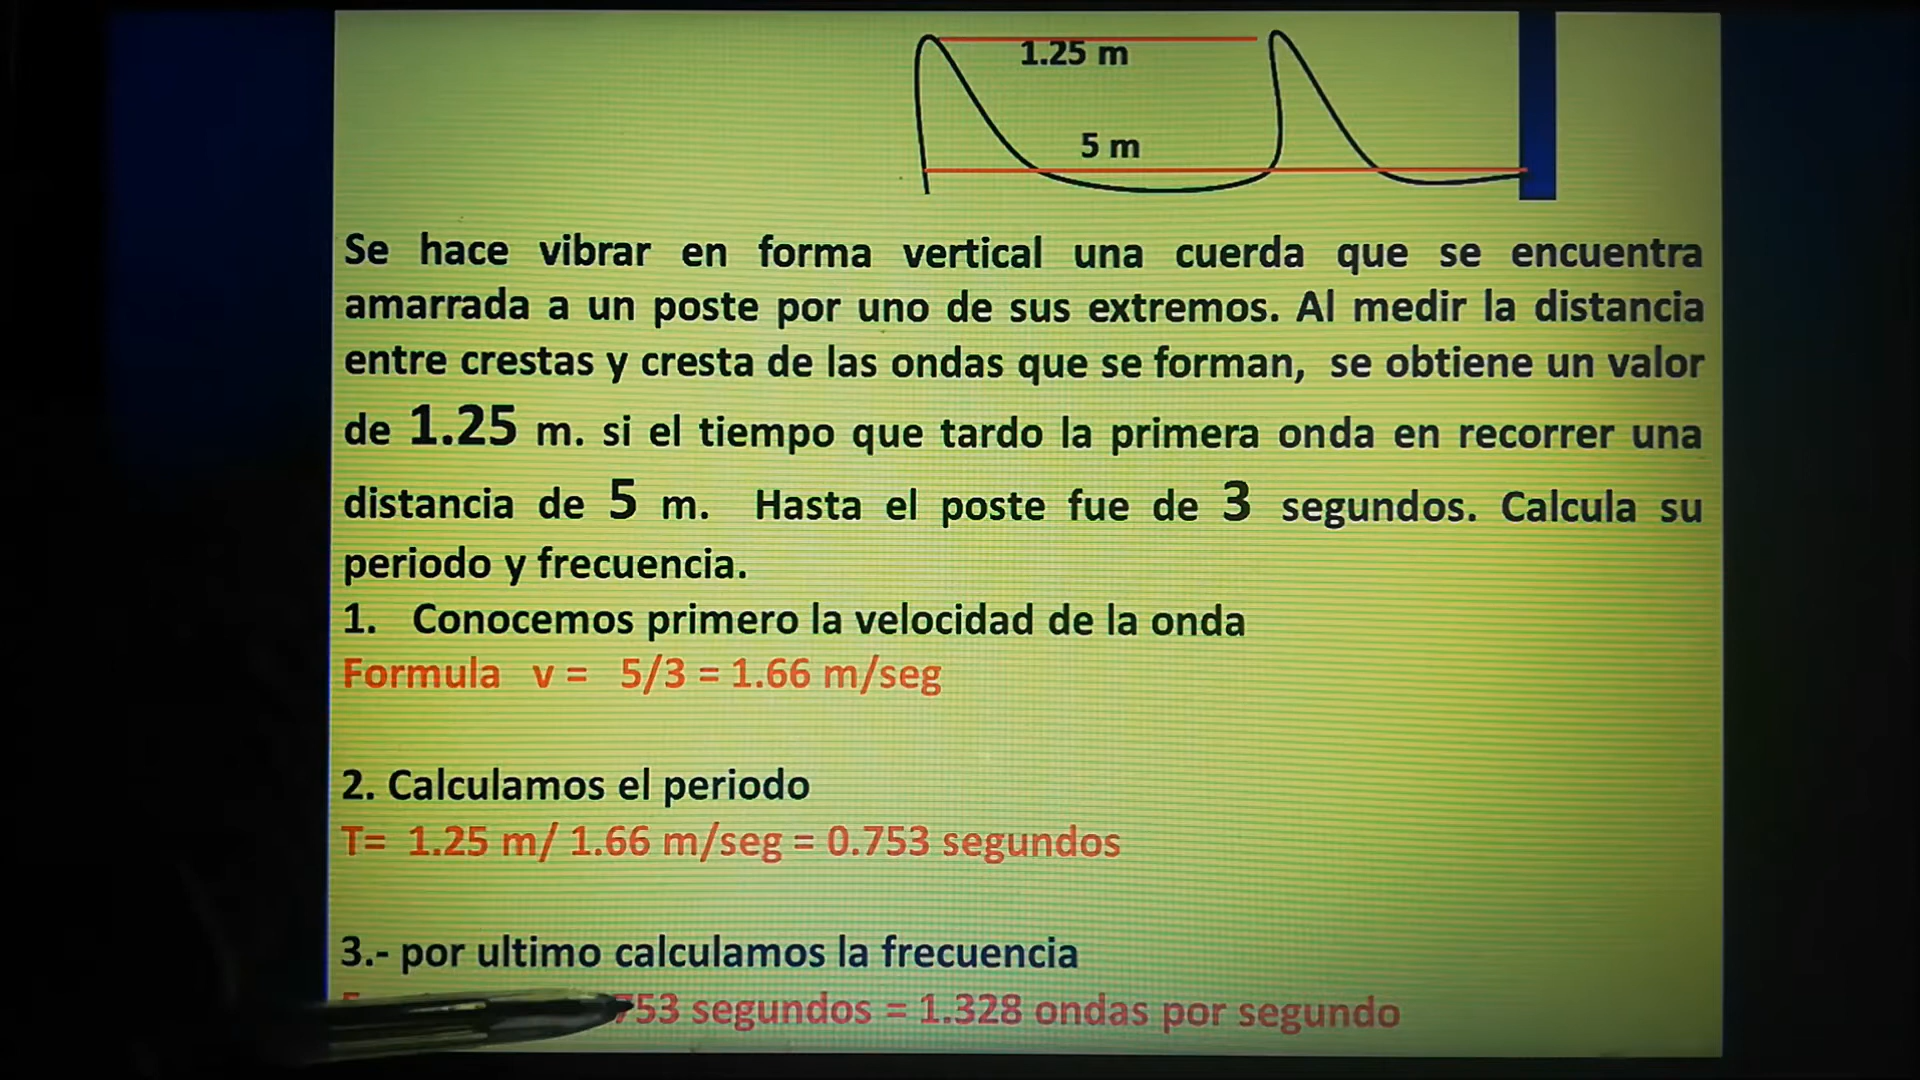 1.25 m
5 m
Se hace vibrar en forma vertical una cuerda que se encuentra
amarrada a un poste por uno de sus extremos. Al medir la distancia
entre crestas y cresta de las ondas que se forman, se obtiene un valor
de 1.25 m. si el tiempo que tardo la primera onda en recorrer una
distancia de 5 m. Hasta el poste fue de 3 segundos. Calcula su
periodo y frecuencia.
1. Conocemos primero la velocidad de la onda
Formula v = 5/3 = 1.66 m/seg
2. Calculamos el periodo
T= 1.25 m/ 1.66 m/seg = 0.753 segundos
3.- por ultimo calculamos la frecuencia
753 segundos = 1.328 ondas por segundo